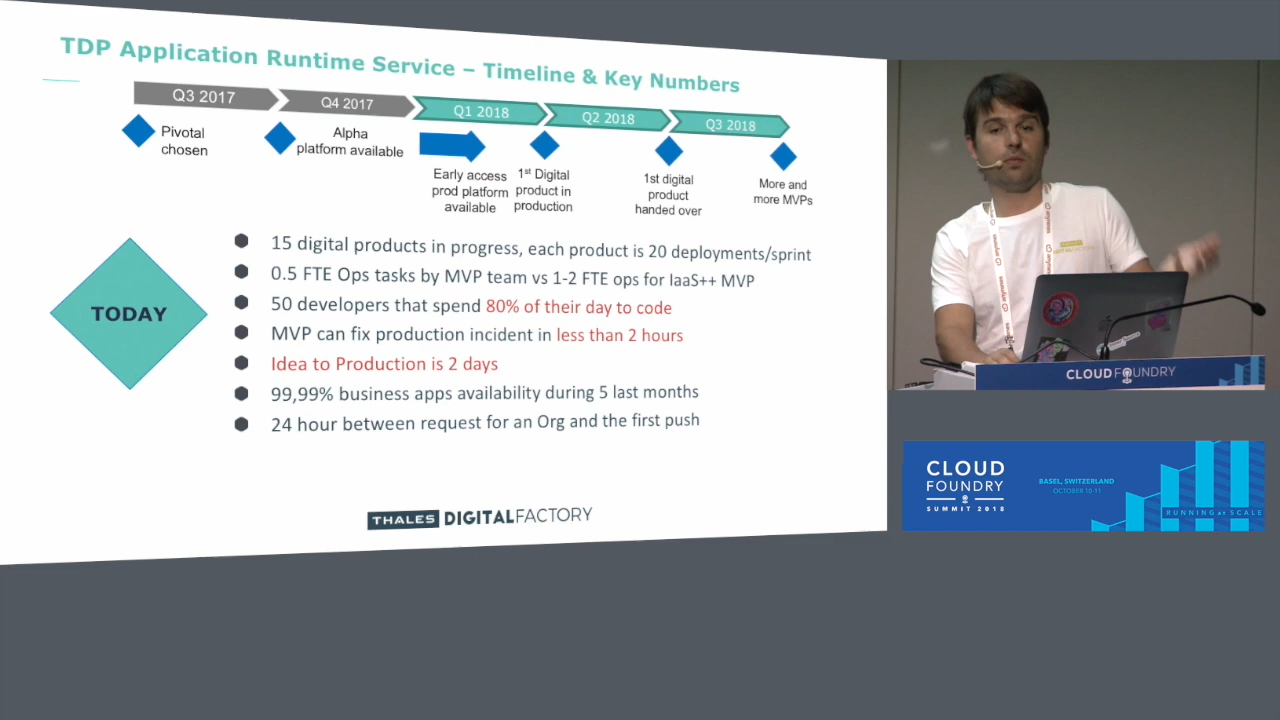 TDP Application Runtime Service – Timeline & Key Numbers
Q3 2017
Q4 2017
Q1 2018
Q2 2018
Q3 2018
Pivotal
chosen
Alpha
platform available
Early access
prod platform
available
1st Digital
product in
production
1st digital
product
handed over
More and
more MVPs
TODAY
15 digital products in progress, each product is 20 deployments/sprint
0.5 FTE Ops tasks by MVP team vs 1-2 FTE ops for IaaS++ MVP
50 developers that spend 80% of their day to code
MVP can fix production incident in less than 2 hours
Idea to Production is 2 days
99,99% business apps availability during 5 last months
24 hour between request for an Org and the first push
THALES DIGITALFACTORY
CLOUD FOUNDRY
CLOUD
FOUNDRY
SUMMIT 2018
BASEL, SWITZERLAND
OCTOBER 10-11
RUNNING at SCALE